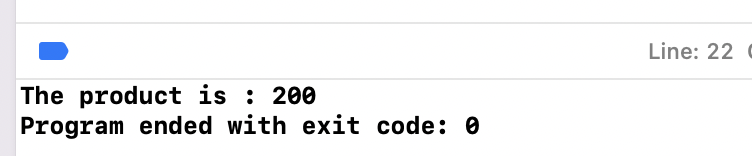 Line: 22
The product is : 200
Program ended with exit code: 0